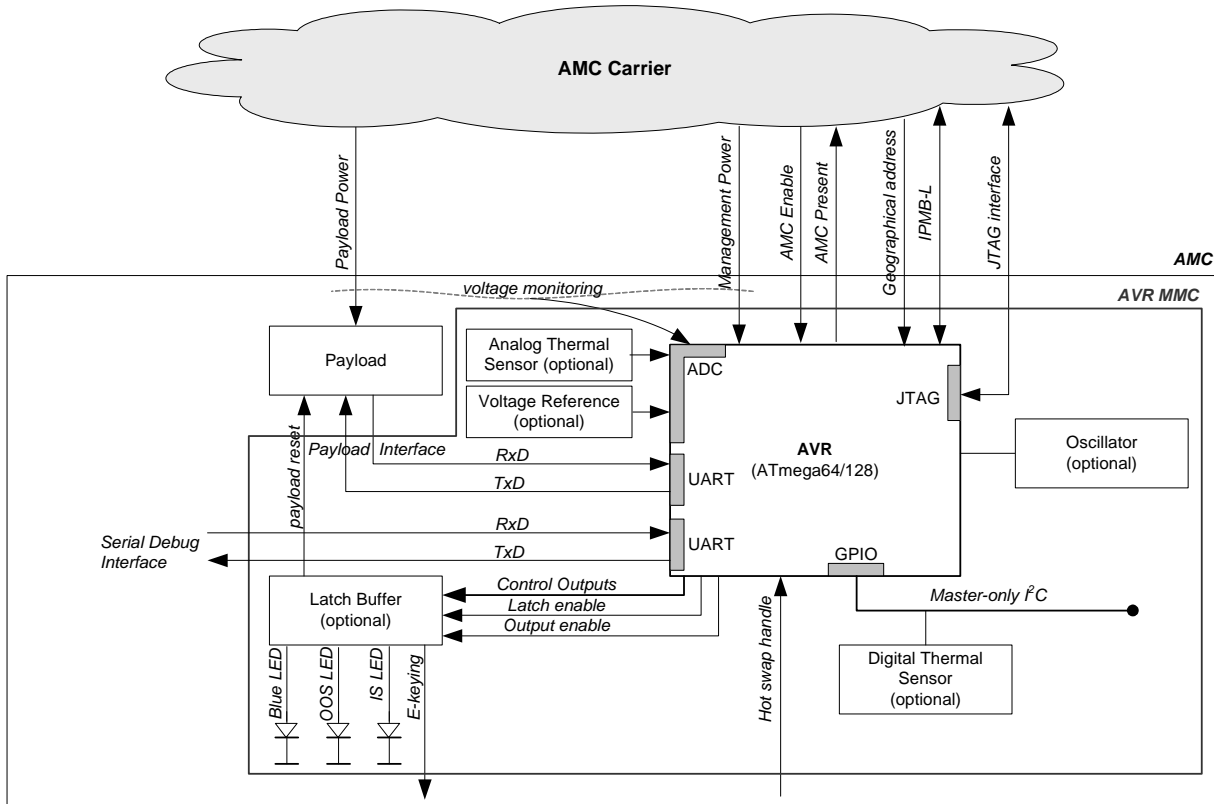 AMC Carrier
Payload Power
Management Power
AMC Enable
AMC Present
Geographical address
IPMB-L
JTAG interface
AMC
AVR MMC
voltage monitoring
Payload
Analog Thermal
Sensor (optional)
ADC
Voltage Reference
(optional)
JTAG
AVR
(ATmega64/128)
Oscillator
(optional)
payload reset
Payload Interface
RxD
TxD
UART
RxD
TxD
UART
Serial Debug
Interface
GPIO
Control Outputs
Latch enable
Output enable
Latch Buffer
(optional)
Master-only I²C
Digital Thermal
Sensor
(optional)
Hot swap handle
Blue LED
OOS LED
IS LED
E-keying